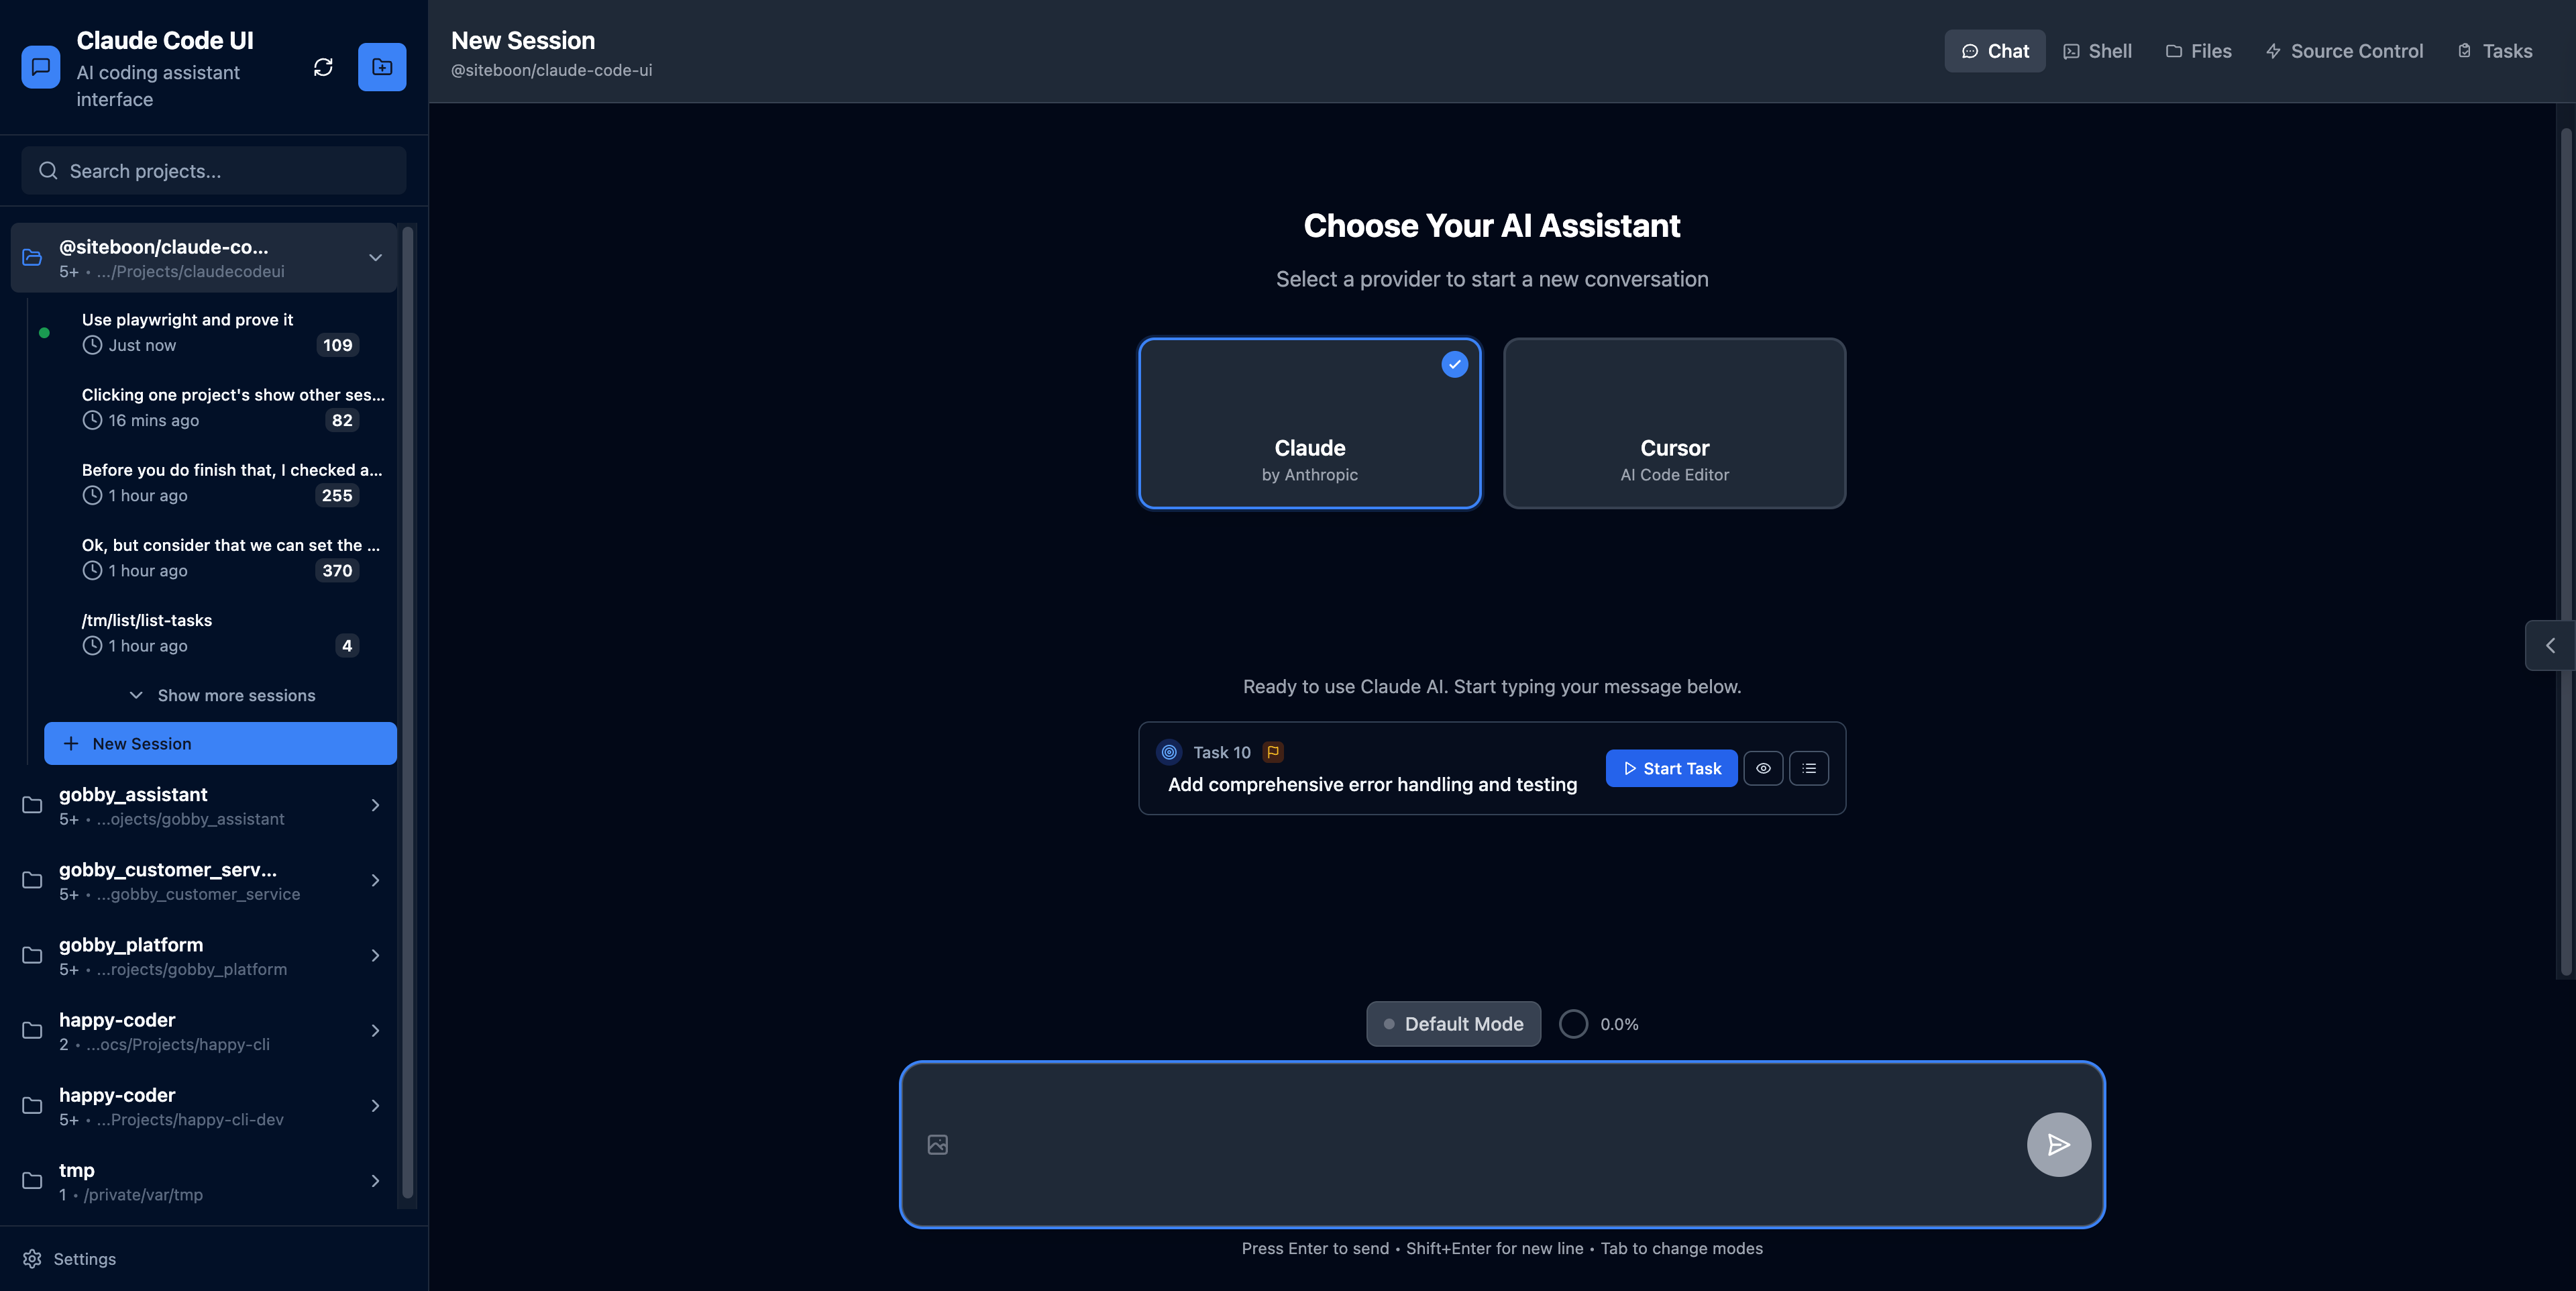 Claude Code UI
AI coding assistant
interface
Search projects...
@siteboon/claude-co...
5+ • .../Projects/claudecodeui
Use playwright and prove it
Just now 109
Clicking one project's show other ses...
16 mins ago 82
Before you do finish that, I checked a...
1 hour ago 255
Ok, but consider that we can set the ...
1 hour ago 370
/tm/list/list-tasks
1 hour ago 4
Show more sessions
New Session
gobby_assistant
5+ • ...ojects/gobby_assistant
gobby_customer_serv...
5+ • ...gobby_customer_service
gobby_platform
5+ • ...rojects/gobby_platform
happy-coder
2 • ...ocs/Projects/happy-cli
happy-coder
5+ • ...Projects/happy-cli-dev
tmp
1 • /private/var/tmp
Settings
New Session
@siteboon/claude-code-ui
Chat Shell Files Source Control Tasks
Choose Your AI Assistant
Select a provider to start a new conversation
Claude
by Anthropic
Cursor
AI Code Editor
Ready to use Claude AI. Start typing your message below.
Task 10
Add comprehensive error handling and testing
Start Task
Default Mode 0.0%
Press Enter to send • Shift+Enter for new line • Tab to change modes